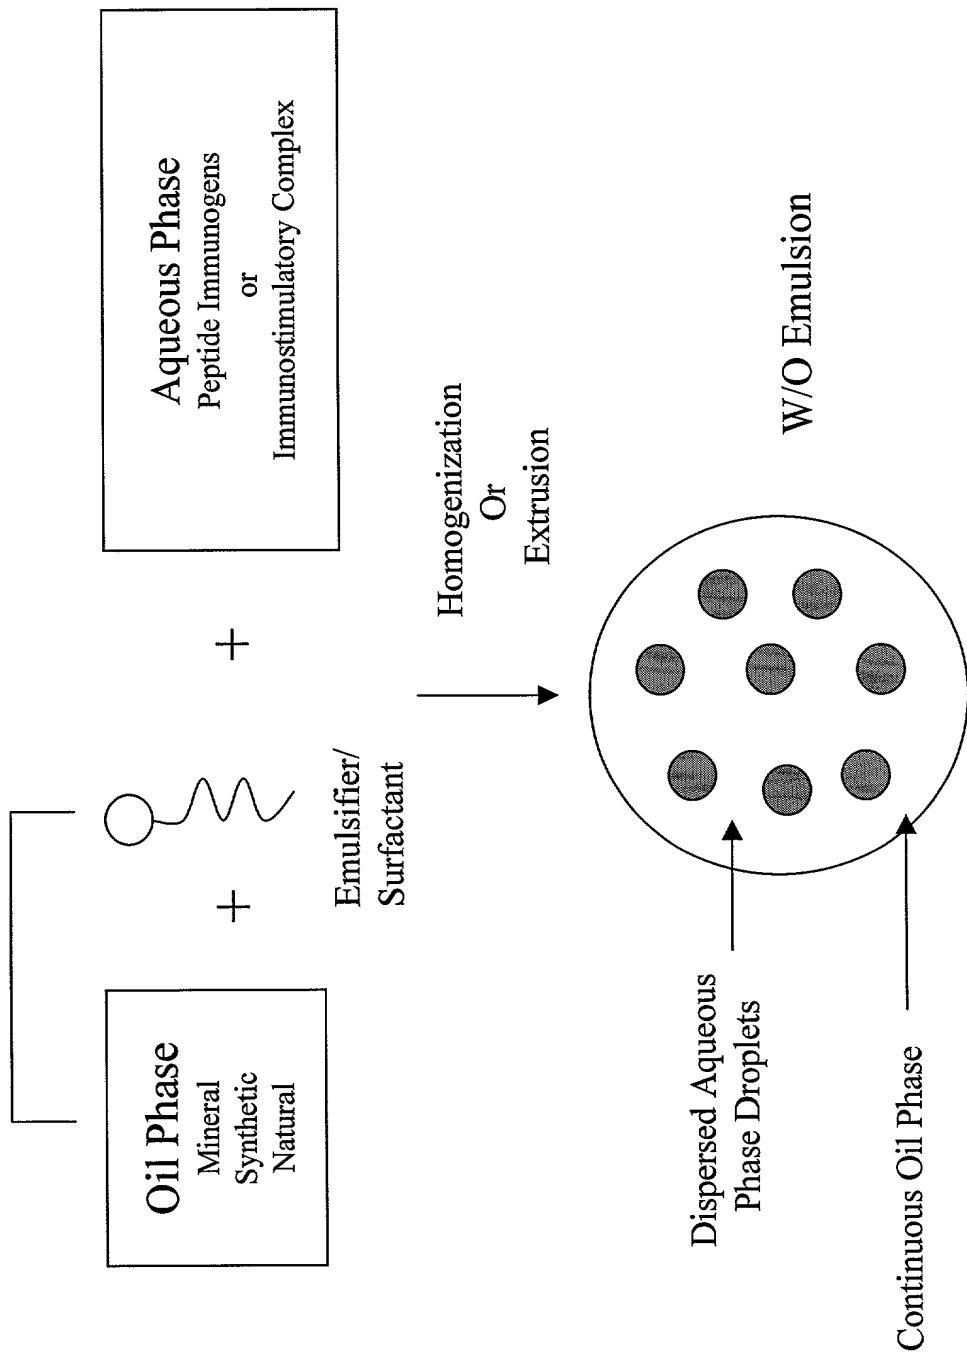 Oil Phase
Mineral
Synthetic
Natural
+
Emulsifier/
Surfactant
+
Aqueous Phase
Peptide Immunogens
or
Immunostimulatory Complex
Homogenization
Or
Extrusion
Dispersed Aqueous
Phase Droplets
Continuous Oil Phase
W/O Emulsion